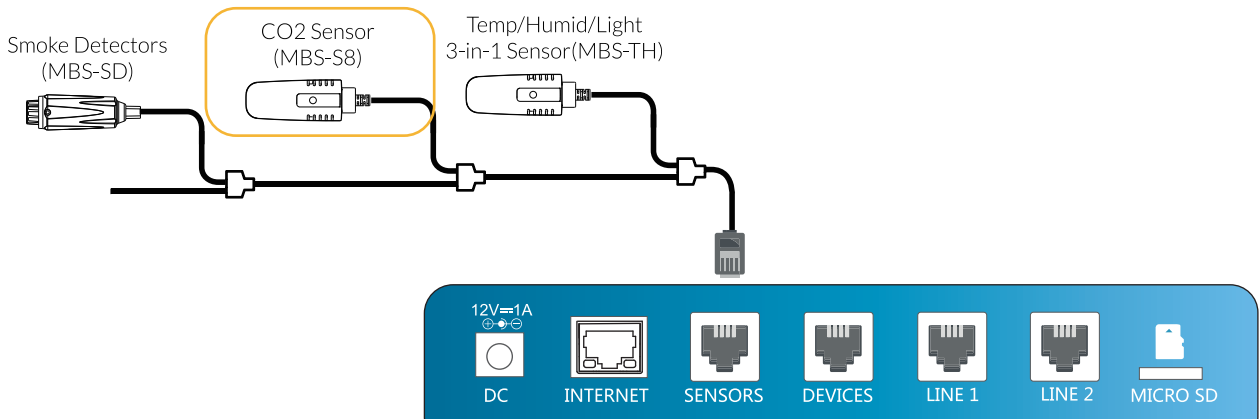 Smoke Detectors
(MBS-SD)
CO2 Sensor
(MBS-S8)
Temp/Humid/Light
3-in-1 Sensor(MBS-TH)
12V⎓1A
DC
INTERNET
SENSORS
DEVICES
LINE 1
LINE 2
MICRO SD